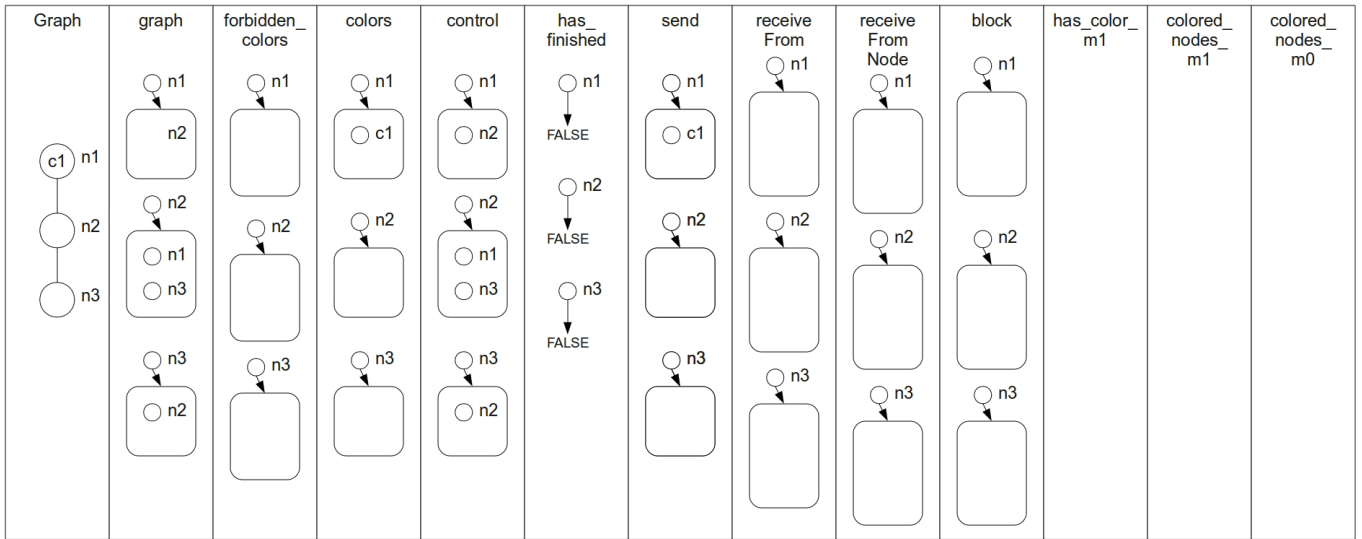 Graph
c1 n1
n2
n3
graph
n1
n2
n2
n1
n3
n3
n2
forbidden_
colors
n1
n2
n3
colors
n1
c1
n2
n3
control
n1
n2
n2
n1
n3
n3
n2
has_
finished
n1
FALSE
n2
FALSE
n3
FALSE
send
n1
c1
n2
n3
receive
From
n1
n2
n3
receive
From
Node
n1
n2
n3
block
n1
n2
n3
has_color_
m1
colored_
nodes_
m1
colored_
nodes_
m0